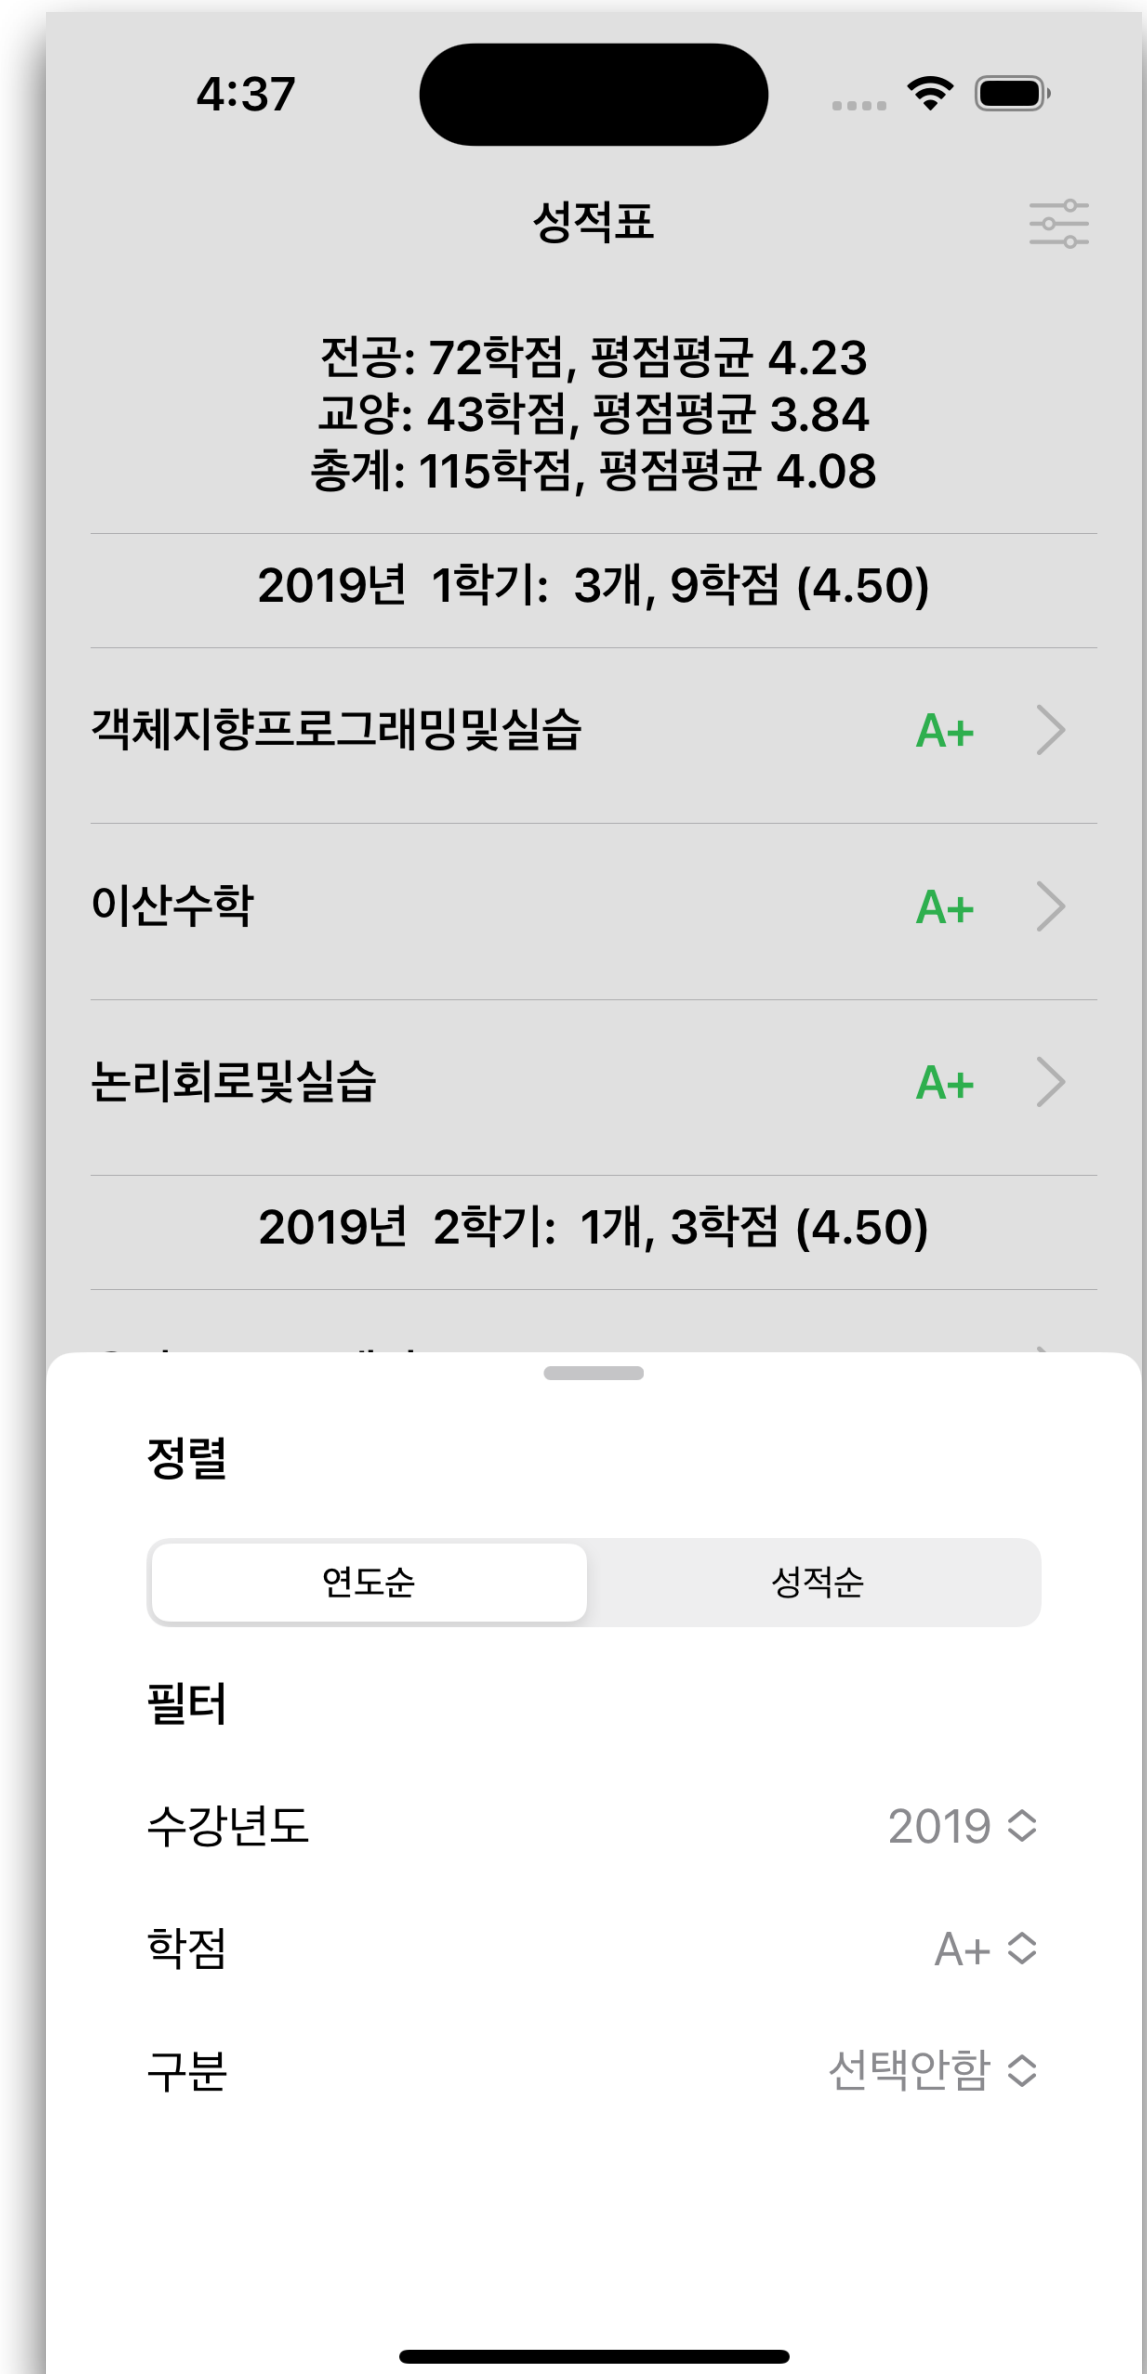 4:37
성적표
전공: 72학점, 평점평균 4.23
교양: 43학점, 평점평균 3.84
총계: 115학점, 평점평균 4.08
2019년 1학기: 3개, 9학점 (4.50)
객체지향프로그래밍및실습 A+
이산수학 A+
논리회로및실습 A+
2019년 2학기: 1개, 3학점 (4.50)
정렬
연도순 성적순
필터
수강년도 2019
학점 A+
구분 선택안함